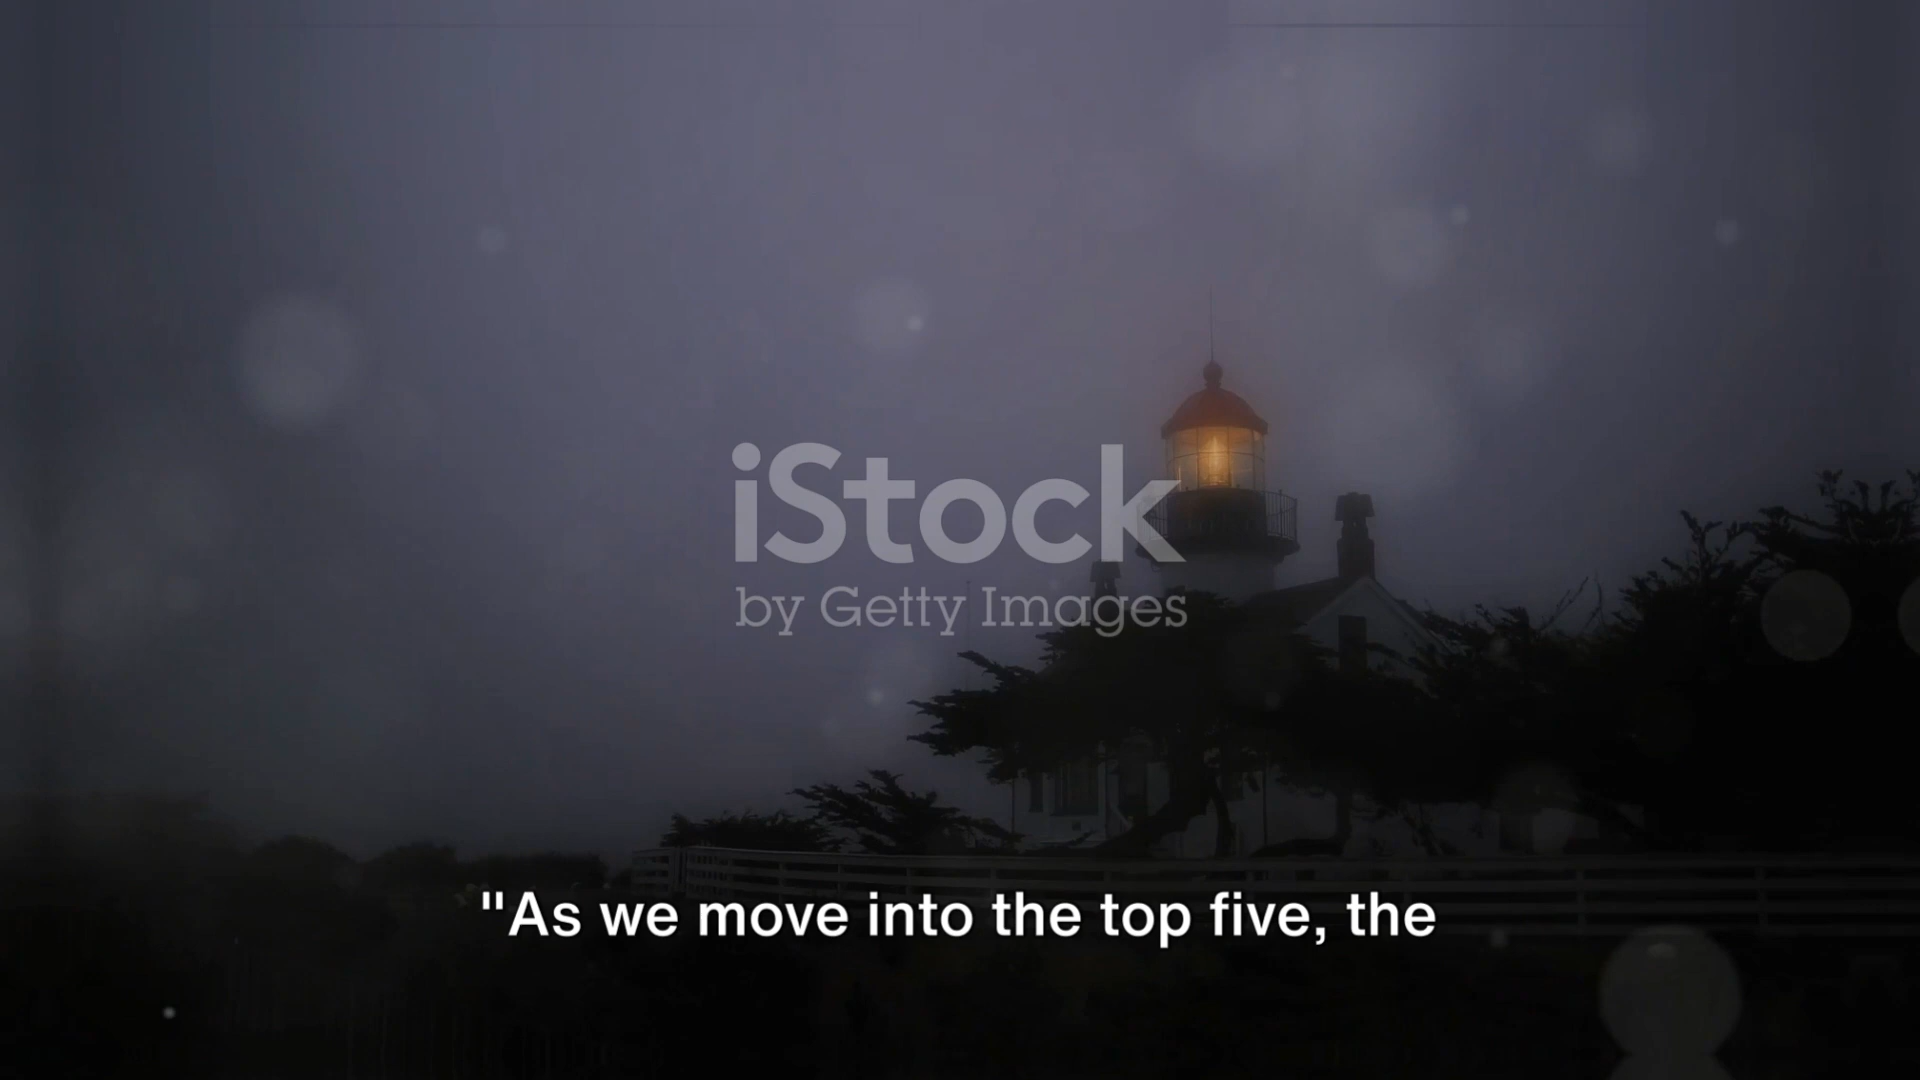 iStock
by Getty Images
"As we move into the top five, the